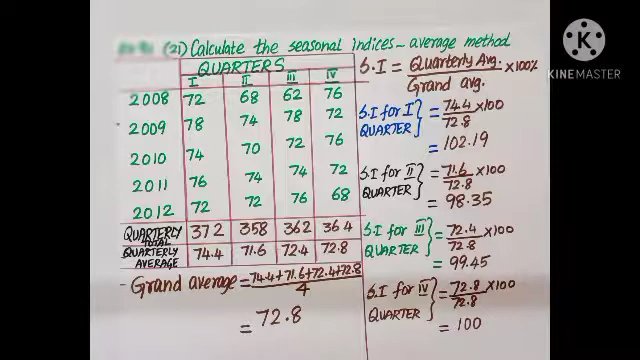 (21) Calculate the seasonal indices - average method
QUARTERS
I II III IV
2008 72 68 62 76
2009 78 74 78 72
2010 74 70 72 76
2011 76 74 74 72
2012 72 72 76 68
QUARTERLY TOTAL 372 358 362 364
QUARTERLY AVERAGE 74.4 71.6 72.4 72.8
- Grand average = 74.4+71.6+72.4+72.8
4
= 72.8
S.I = Quarterly Avg. ×100%
Grand avg.
S.I for I QUARTER } = 74.4 ×100
72.8
= 102.19
S.I for II QUARTER } = 71.6 ×100
72.8
= 98.35
S.I for III QUARTER } = 72.4 ×100
72.8
= 99.45
S.I for IV QUARTER } = 72.8 ×100
72.8
= 100
K
KINEMASTER